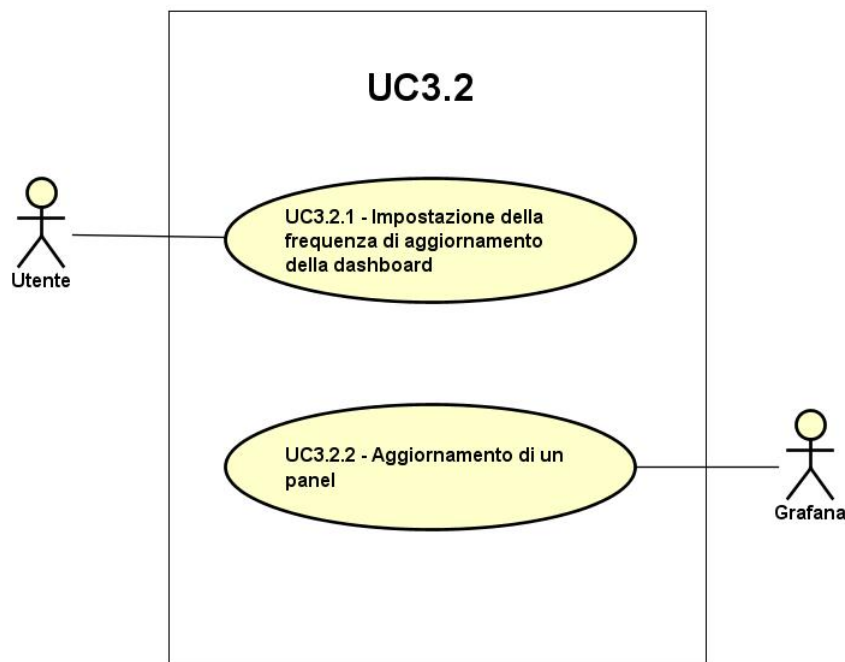 UC3.2
UC3.2.1 - Impostazione della
frequenza di aggiornamento
della dashboard
Utente
UC3.2.2 - Aggiornamento di un
panel
Grafana